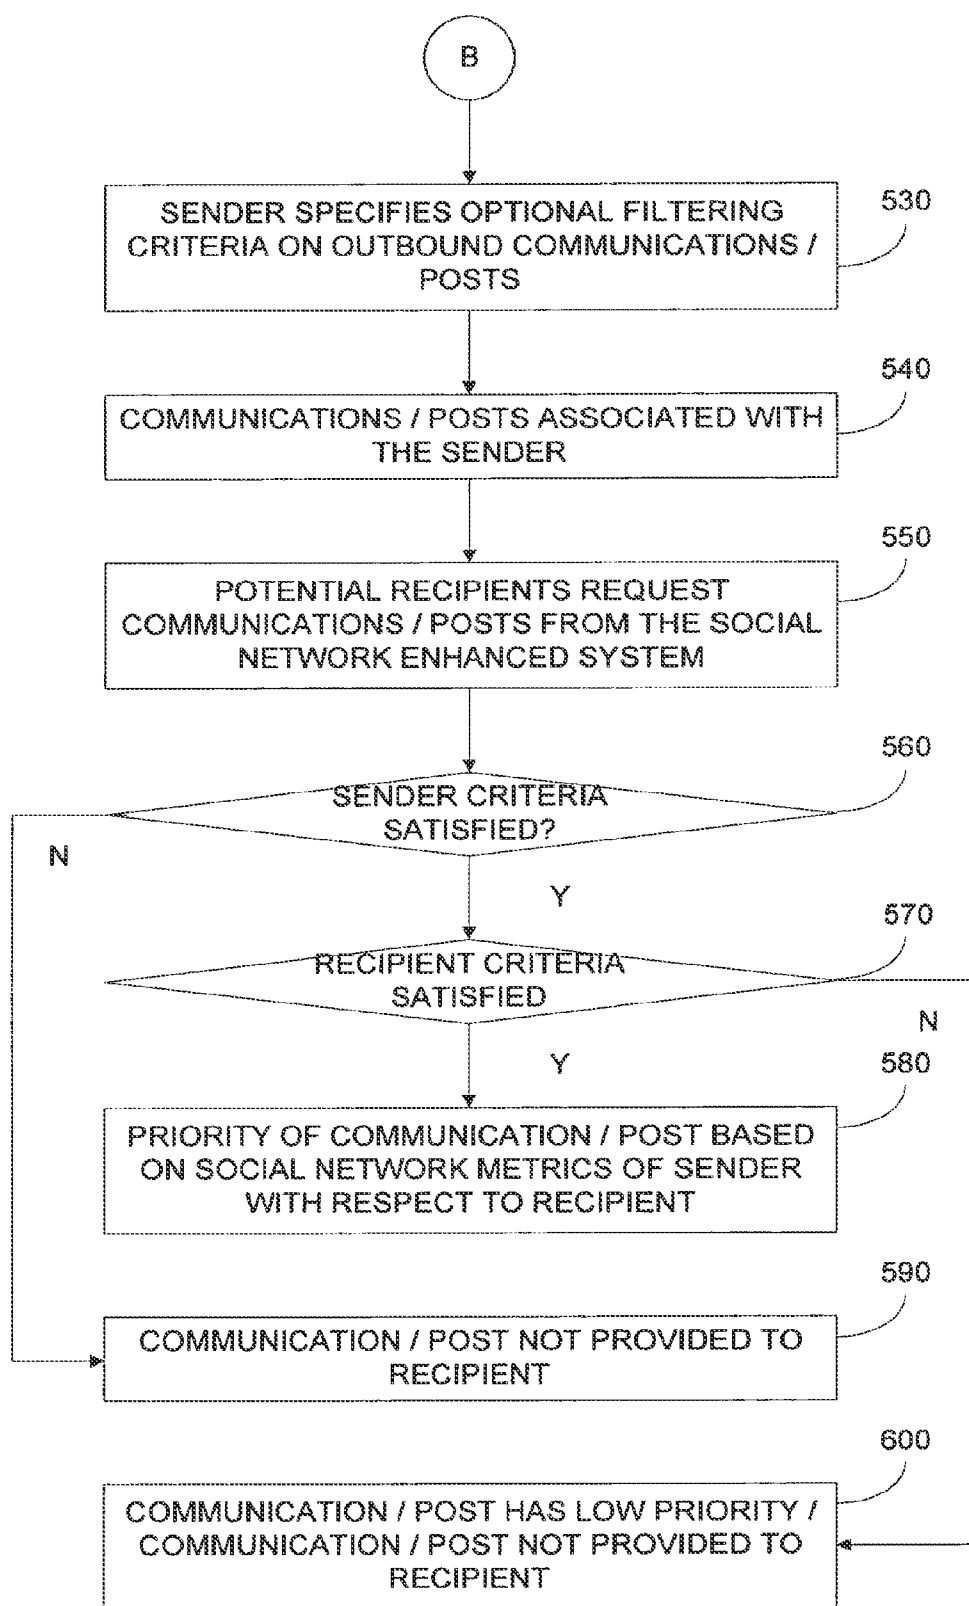 B
530
SENDER SPECIFIES OPTIONAL FILTERING
CRITERIA ON OUTBOUND COMMUNICATIONS /
POSTS
540
COMMUNICATIONS / POSTS ASSOCIATED WITH
THE SENDER
550
POTENTIAL RECIPIENTS REQUEST
COMMUNICATIONS / POSTS FROM THE SOCIAL
NETWORK ENHANCED SYSTEM
560
SENDER CRITERIA
SATISFIED?
N
Y
570
RECIPIENT CRITERIA
SATISFIED
N
Y
580
PRIORITY OF COMMUNICATION / POST BASED
ON SOCIAL NETWORK METRICS OF SENDER
WITH RESPECT TO RECIPIENT
590
COMMUNICATION / POST NOT PROVIDED TO
RECIPIENT
600
COMMUNICATION / POST HAS LOW PRIORITY /
COMMUNICATION / POST NOT PROVIDED TO
RECIPIENT